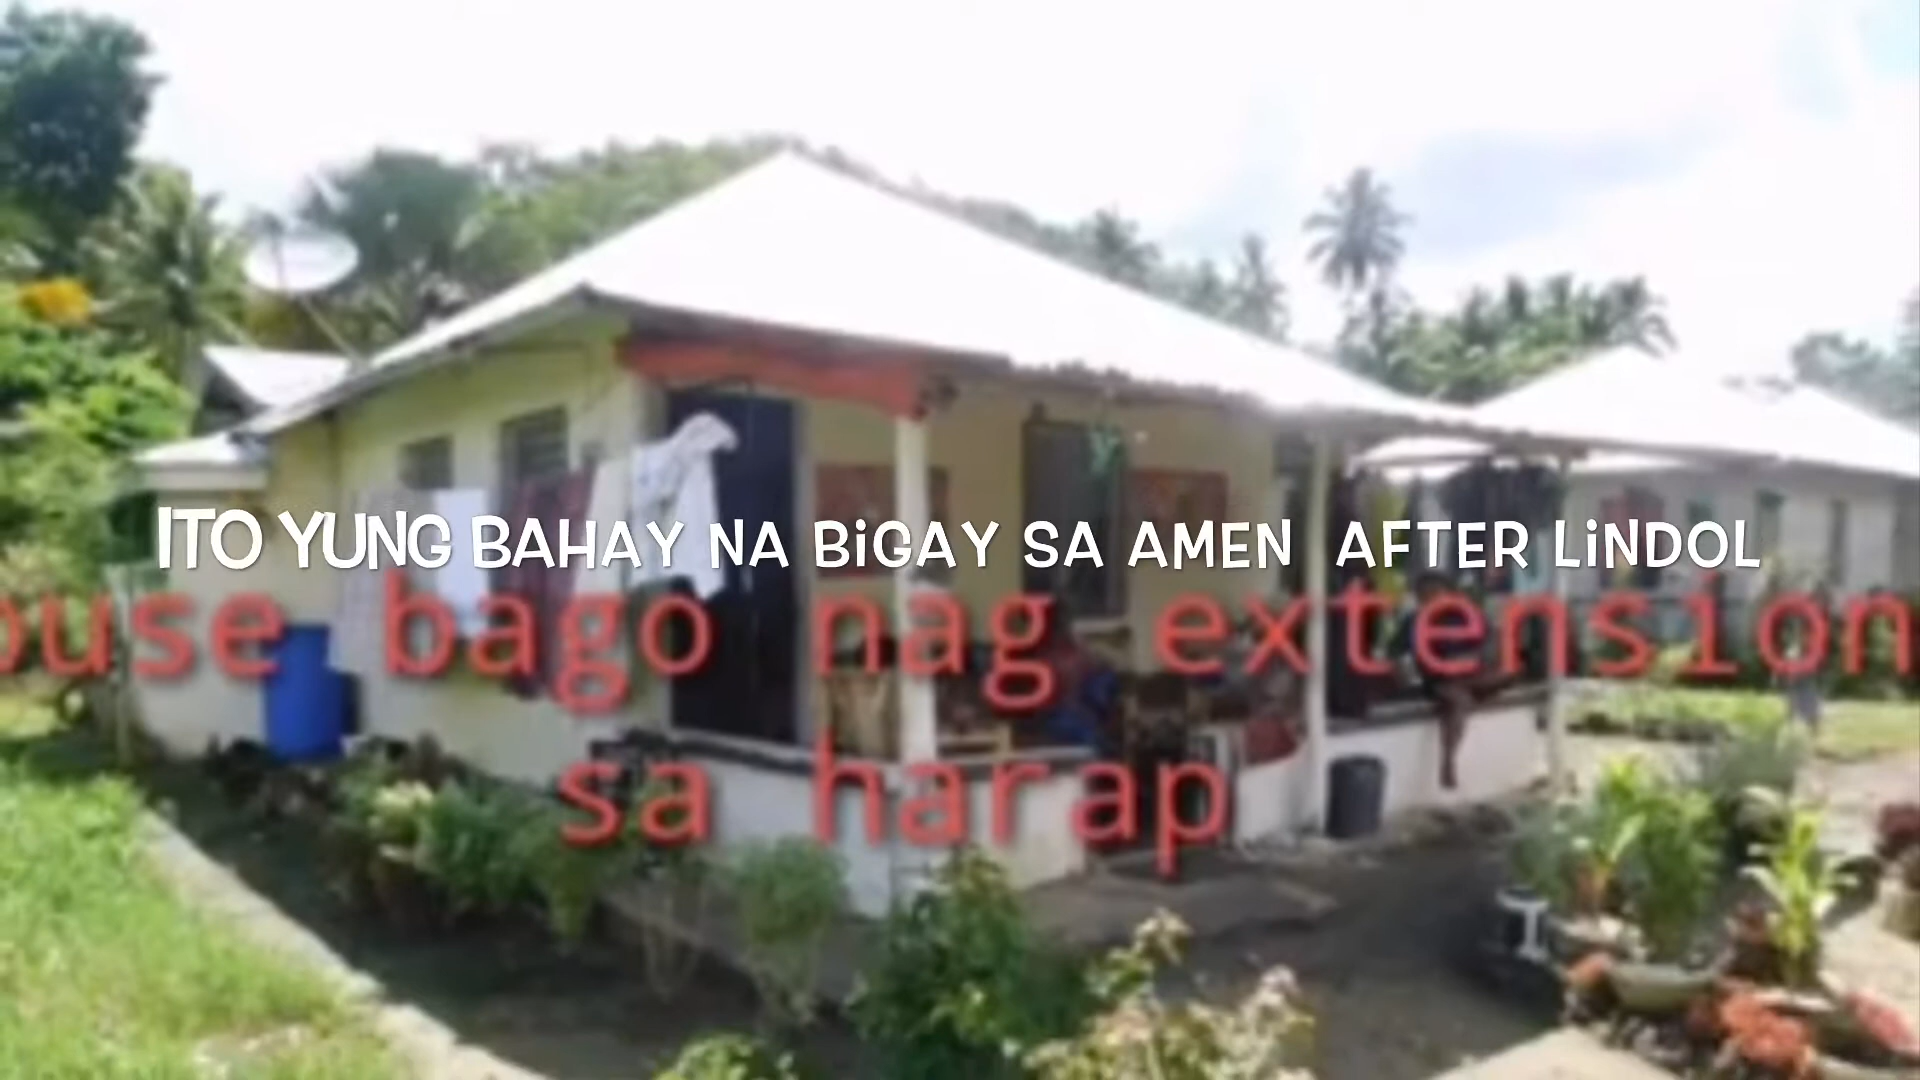 ITO YUNG BAHAY NA BiGAY SA AMEN AFTER LiNDOL
ouse bago nag extension
sa harap